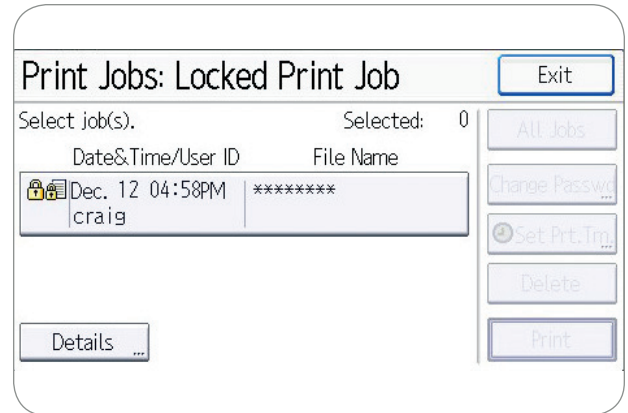 Print Jobs: Locked Print Job
Exit
Select job(s).
Selected: 0
Date&Time/User ID
File Name
Dec. 12 04:58PM
********
craig
All Jobs
Change Passwd
Set Prt.Tm.
Delete
Print
Details ...